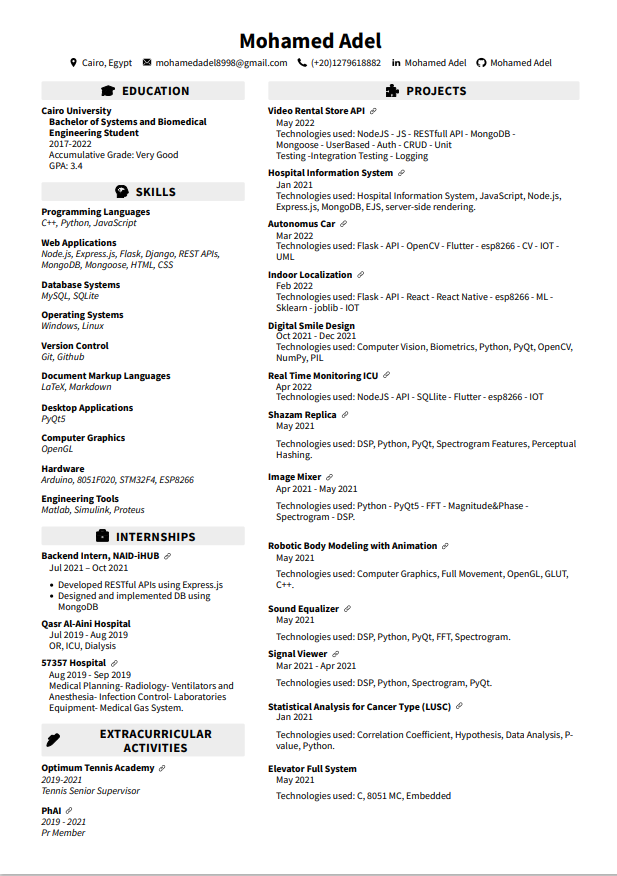 Mohamed Adel
Cairo, Egypt mohamedadel8998@gmail.com (+20)1279618882 Mohamed Adel Mohamed Adel
EDUCATION
Cairo University
Bachelor of Systems and Biomedical
Engineering Student
2017-2022
Accumulative Grade: Very Good
GPA: 3.4
SKILLS
Programming Languages
C++, Python, JavaScript
Web Applications
Node.js, Express.js, Flask, Django, REST APIs,
MongoDB, Mongoose, HTML, CSS
Database Systems
MySQL, SQLite
Operating Systems
Windows, Linux
Version Control
Git, Github
Document Markup Languages
LaTeX, Markdown
Desktop Applications
PyQt5
Computer Graphics
OpenGL
Hardware
Arduino, 8051F020, STM32F4, ESP8266
Engineering Tools
Matlab, Simulink, Proteus
INTERNSHIPS
Backend Intern, NAID-iHUB
Jul 2021 – Oct 2021
• Developed RESTful APIs using Express.js
• Designed and implemented DB using
MongoDB
Qasr Al-Aini Hospital
Jul 2019 - Aug 2019
OR, ICU, Dialysis
57357 Hospital
Aug 2019 - Sep 2019
Medical Planning- Radiology- Ventilators and
Anesthesia- Infection Control- Laboratories
Equipment- Medical Gas System.
EXTRACURRICULAR
ACTIVITIES
Optimum Tennis Academy
2019-2021
Tennis Senior Supervisor
PhAI
2019 - 2021
Pr Member
PROJECTS
Video Rental Store API
May 2022
Technologies used: NodeJS - JS - RESTfull API - MongoDB -
Mongoose - UserBased - Auth - CRUD - Unit
Testing -Integration Testing - Logging
Hospital Information System
Jan 2021
Technologies used: Hospital Information System, JavaScript, Node.js,
Express.js, MongoDB, EJS, server-side rendering.
Autonomus Car
Mar 2022
Technologies used: Flask - API - OpenCV - Flutter - esp8266 - CV - IOT -
UML
Indoor Localization
Feb 2022
Technologies used: Flask - API - React - React Native - esp8266 - ML -
Sklearn - joblib - IOT
Digital Smile Design
Oct 2021 - Dec 2021
Technologies used: Computer Vision, Biometrics, Python, PyQt, OpenCV,
NumPy, PIL
Real Time Monitoring ICU
Apr 2022
Technologies used: NodeJS - API - SQLlite - Flutter - esp8266 - IOT
Shazam Replica
May 2021
Technologies used: DSP, Python, PyQt, Spectrogram Features, Perceptual
Hashing.
Image Mixer
Apr 2021 - May 2021
Technologies used: Python - PyQt5 - FFT - Magnitude&Phase -
Spectrogram - DSP.
Robotic Body Modeling with Animation
May 2021
Technologies used: Computer Graphics, Full Movement, OpenGL, GLUT,
C++.
Sound Equalizer
May 2021
Technologies used: DSP, Python, PyQt, FFT, Spectrogram.
Signal Viewer
Mar 2021 - Apr 2021
Technologies used: DSP, Python, Spectrogram, PyQt.
Statistical Analysis for Cancer Type (LUSC)
Jan 2021
Technologies used: Correlation Coefficient, Hypothesis, Data Analysis, P-
value, Python.
Elevator Full System
May 2021
Technologies used: C, 8051 MC, Embedded